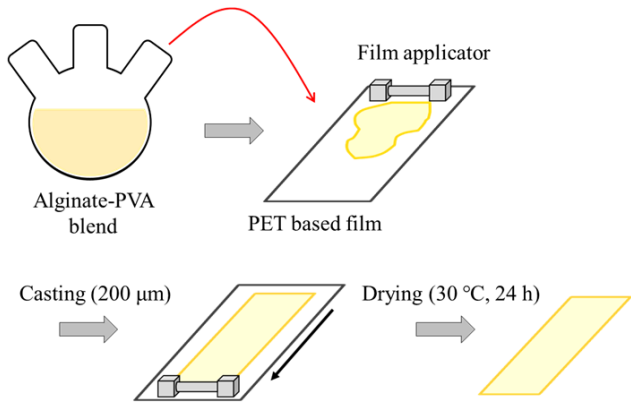 Film applicator
Alginate-PVA
blend
PET based film
Casting (200 μm)
Drying (30 ℃, 24 h)